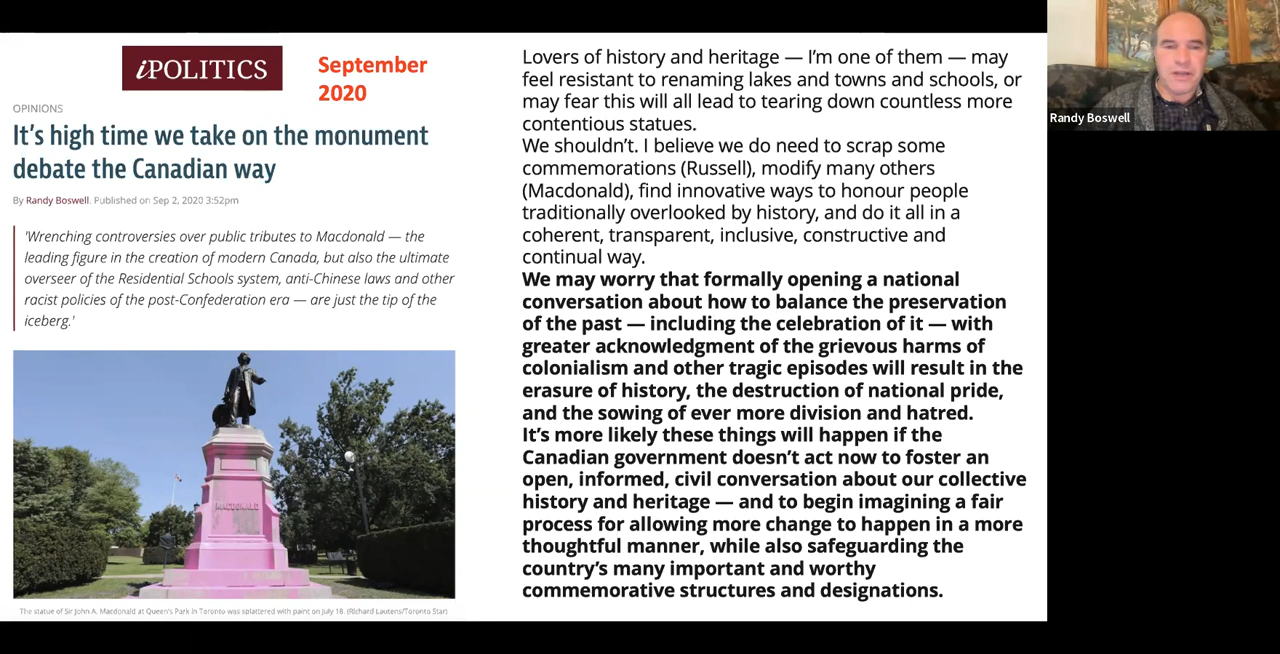 iPOLITICS
September
2020
OPINIONS
It's high time we take on the monument
debate the Canadian way
By Randy Boswell. Published on Sep 2, 2020 3:52pm
'Wrenching controversies over public tributes to Macdonald — the
leading figure in the creation of modern Canada, but also the ultimate
overseer of the Residential Schools system, anti-Chinese laws and other
racist policies of the post-Confederation era — are just the tip of the
iceberg.'
MACDONALD
The statue of Sir John A. Macdonald at Queen's Park in Toronto was splattered with paint on July 18. (Richard Lautens/Toronto Star)
Lovers of history and heritage — I'm one of them — may
feel resistant to renaming lakes and towns and schools, or
may fear this will all lead to tearing down countless more
contentious statues.
We shouldn't. I believe we do need to scrap some
commemorations (Russell), modify many others
(Macdonald), find innovative ways to honour people
traditionally overlooked by history, and do it all in a
coherent, transparent, inclusive, constructive and
continual way.
We may worry that formally opening a national
conversation about how to balance the preservation
of the past — including the celebration of it — with
greater acknowledgment of the grievous harms of
colonialism and other tragic episodes will result in the
erasure of history, the destruction of national pride,
and the sowing of ever more division and hatred.
It's more likely these things will happen if the
Canadian government doesn't act now to foster an
open, informed, civil conversation about our collective
history and heritage — and to begin imagining a fair
process for allowing more change to happen in a more
thoughtful manner, while also safeguarding the
country's many important and worthy
commemorative structures and designations.
Randy Boswell